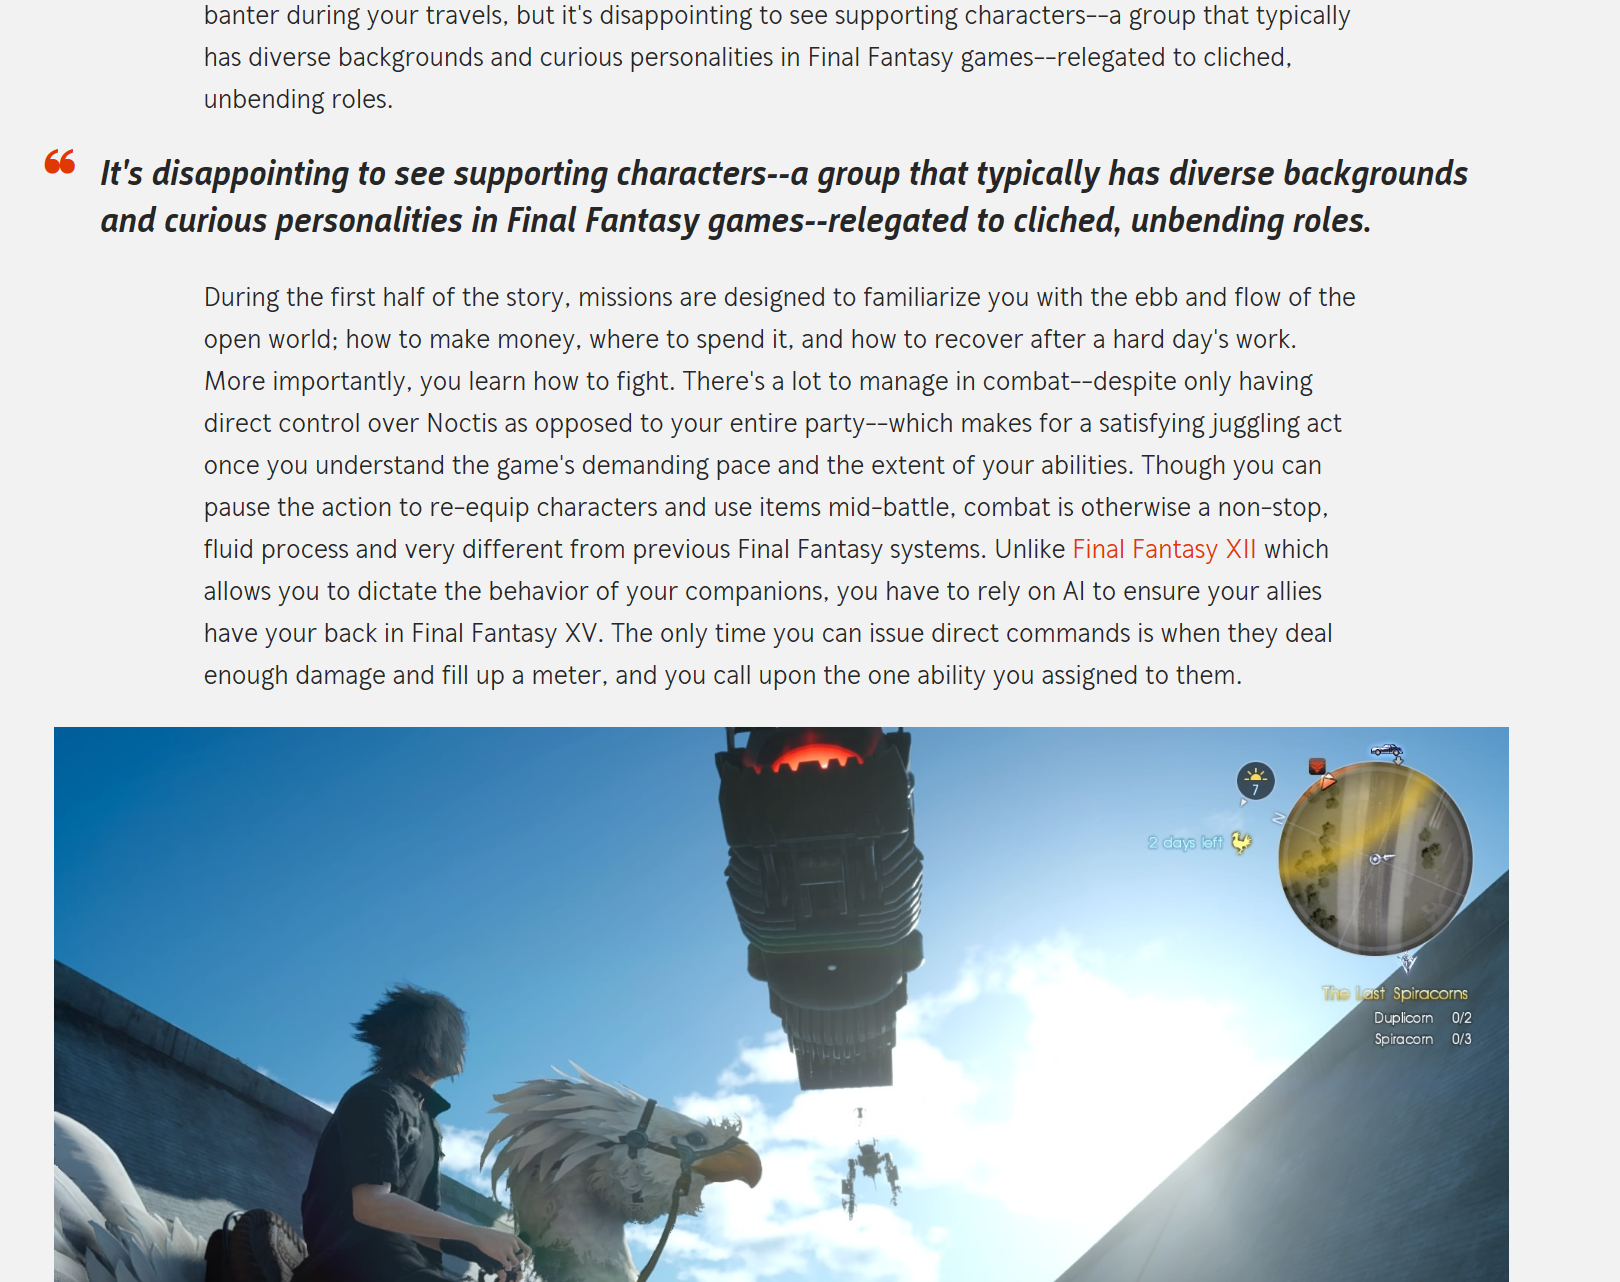 banter during your travels, but it's disappointing to see supporting characters--a group that typically
has diverse backgrounds and curious personalities in Final Fantasy games--relegated to cliched,
unbending roles.
It's disappointing to see supporting characters--a group that typically has diverse backgrounds
and curious personalities in Final Fantasy games--relegated to cliched, unbending roles.
During the first half of the story, missions are designed to familiarize you with the ebb and flow of the
open world; how to make money, where to spend it, and how to recover after a hard day's work.
More importantly, you learn how to fight. There's a lot to manage in combat--despite only having
direct control over Noctis as opposed to your entire party--which makes for a satisfying juggling act
once you understand the game's demanding pace and the extent of your abilities. Though you can
pause the action to re-equip characters and use items mid-battle, combat is otherwise a non-stop,
fluid process and very different from previous Final Fantasy systems. Unlike Final Fantasy XII which
allows you to dictate the behavior of your companions, you have to rely on AI to ensure your allies
have your back in Final Fantasy XV. The only time you can issue direct commands is when they deal
enough damage and fill up a meter, and you call upon the one ability you assigned to them.
7
2 days left
N
The Last Spiracorns
Duplicorn 0/2
Spiracorn 0/3